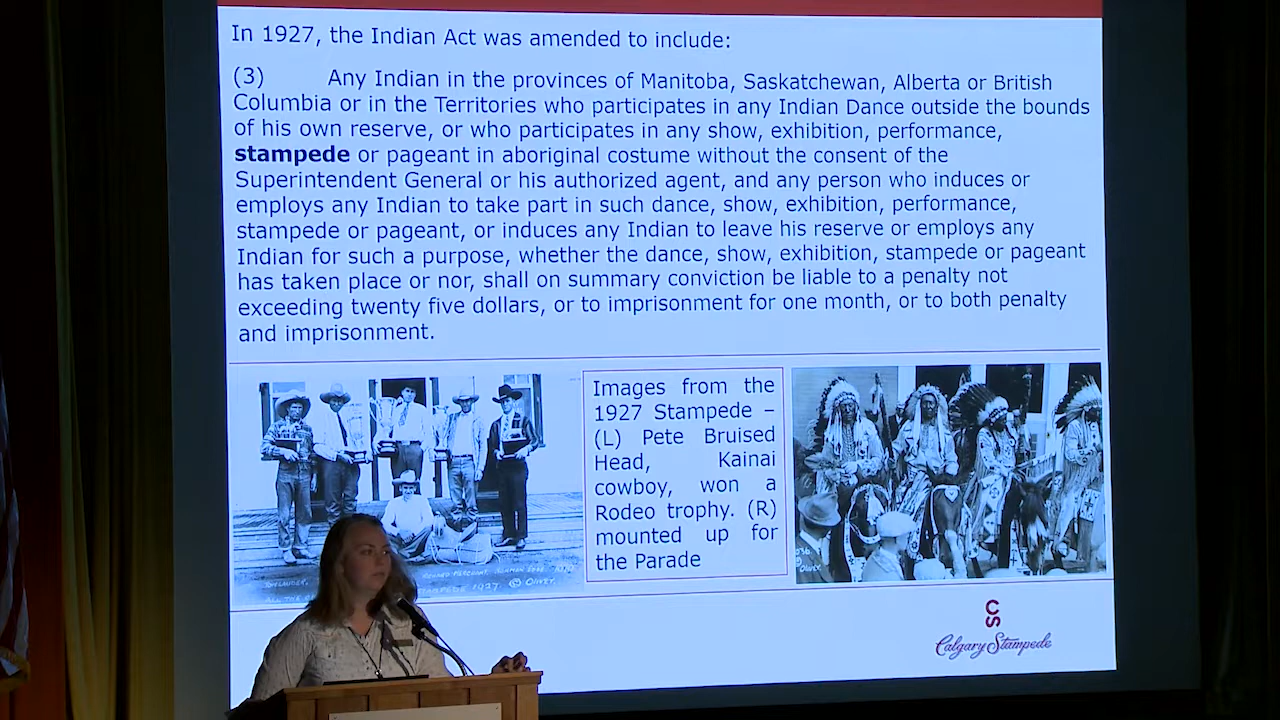 In 1927, the Indian Act was amended to include:
(3) Any Indian in the provinces of Manitoba, Saskatchewan, Alberta or British
Columbia or in the Territories who participates in any Indian Dance outside the bounds
of his own reserve, or who participates in any show, exhibition, performance,
stampede or pageant in aboriginal costume without the consent of the
Superintendent General or his authorized agent, and any person who induces or
employs any Indian to take part in such dance, show, exhibition, performance,
stampede or pageant, or induces any Indian to leave his reserve or employs any
Indian for such a purpose, whether the dance, show, exhibition, stampede or pageant
has taken place or nor, shall on summary conviction be liable to a penalty not
exceeding twenty five dollars, or to imprisonment for one month, or to both penalty
and imprisonment.
Images from the
1927 Stampede –
(L) Pete Bruised
Head, Kainai
cowboy, won a
Rodeo trophy. (R)
mounted up for
the Parade
STAMPEDE 1927. © OLIVER.
CS
Calgary Stampede